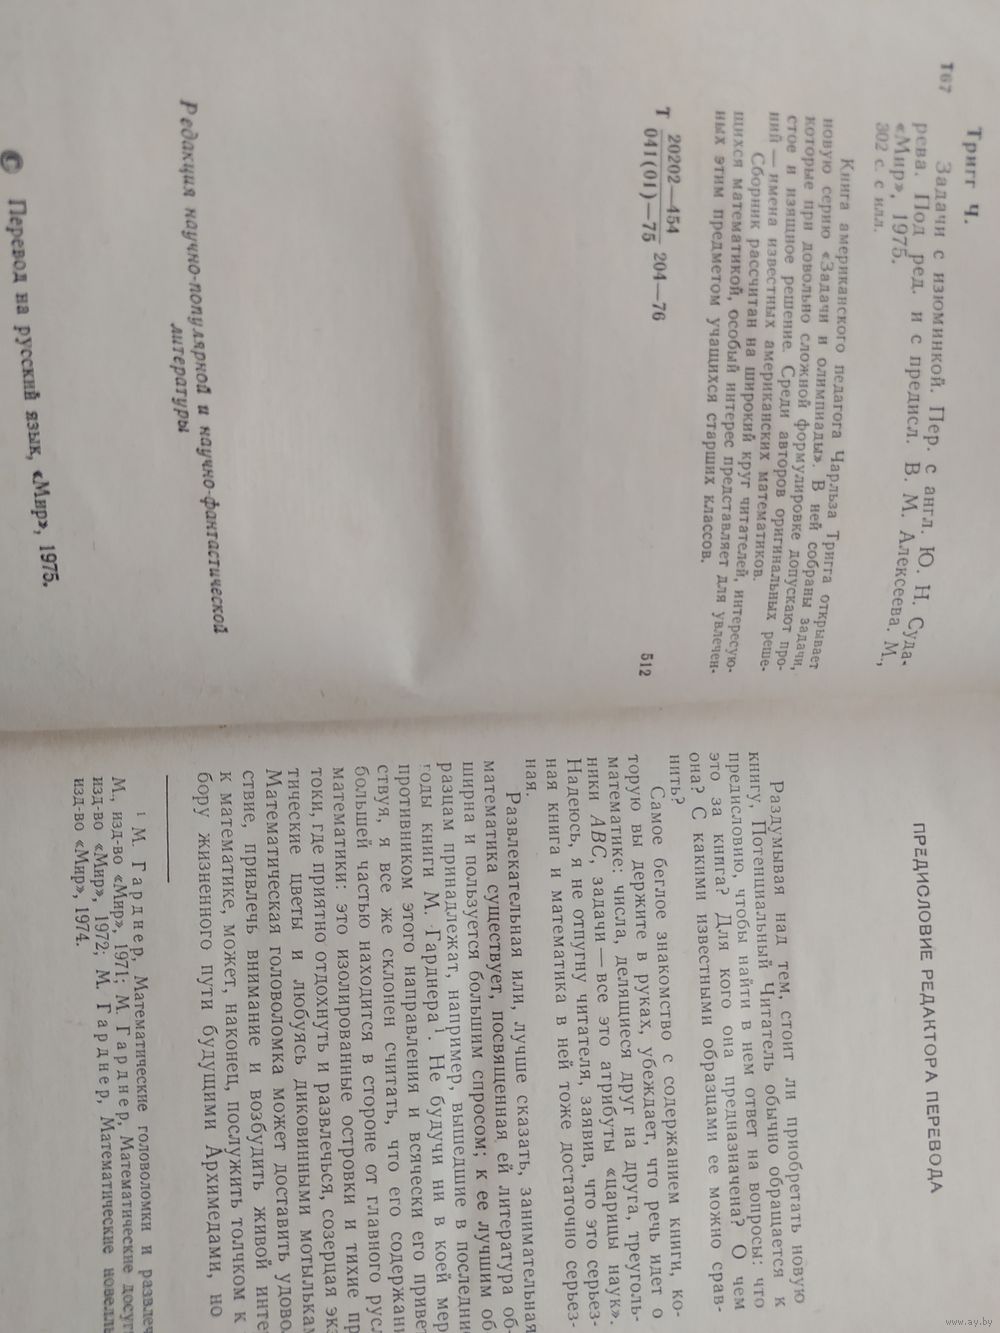 Тригг Ч.
Т67
Задачи с изюминкой. Пер. с англ. Ю. Н. Суда-
рева. Под ред. и с предисл. В. М. Алексеева. М.,
«Мир», 1975.
302 с. с илл.
Книга американского педагога Чарльза Тригга открывает
новую серию «Задачи и олимпиады». В ней собраны задачи,
которые при довольно сложной формулировке допускают про-
стое и изящное решение. Среди авторов оригинальных реше-
ний — имена известных американских математиков.
Сборник рассчитан на широкий круг читателей, интересую-
щихся математикой, особый интерес представляет для увлечен-
ных этим предметом учащихся старших классов.
Т 20202—454
041(01)—75 204—76
512
Редакция научно-популярной и научно-фантастической
литературы
© Перевод на русский язык, «Мир», 1975.
ПРЕДИСЛОВИЕ РЕДАКТОРА ПЕРЕВОДА
Раздумывая над тем, стоит ли приобретать новую
книгу, Потенциальный Читатель обычно обращается к
предисловию, чтобы найти в нем ответ на вопросы: что
это за книга? Для кого она предназначена? О чем
она? С какими известными образцами ее можно срав-
нить?
Самое беглое знакомство с содержанием книги, ко-
торую вы держите в руках, убеждает, что речь идет о
математике: числа, делящиеся друг на друга, треуголь-
ники ABC, задачи — все это атрибуты «царицы наук».
Надеюсь, я не отпугну читателя, заявив, что это серьез-
ная книга и математика в ней тоже достаточно серьез-
ная.
Развлекательная или, лучше сказать, занимательная
математика существует, посвященная ей литература об-
ширна и пользуется большим спросом; к ее лучшим об
разцам принадлежат, например, вышедшие в последни
годы книги М. Гарднера¹. Не будучи ни в коей мер
противником этого направления и всячески его привет
ствуя, я все же склонен считать, что его содержани
большей частью находится в стороне от главного русл
математики: это изолированные островки и тихие пр
токи, где приятно отдохнуть и развлечься, созерцая экз
тические цветы и любуясь диковинными мотылькам
Математическая головоломка может доставить удово
ствие, привлечь внимание и возбудить живой инте
к математике, может, наконец, послужить толчком к
бору жизненного пути будущими Архимедами, но
¹ М. Гарднер, Математические головоломки и развлеч
М., изд-во «Мир», 1971; М. Гарднер, Математические досуг
изд-во «Мир», 1972; М. Гарднер, Математические новелл
изд-во «Мир», 1974.
www.ay.by